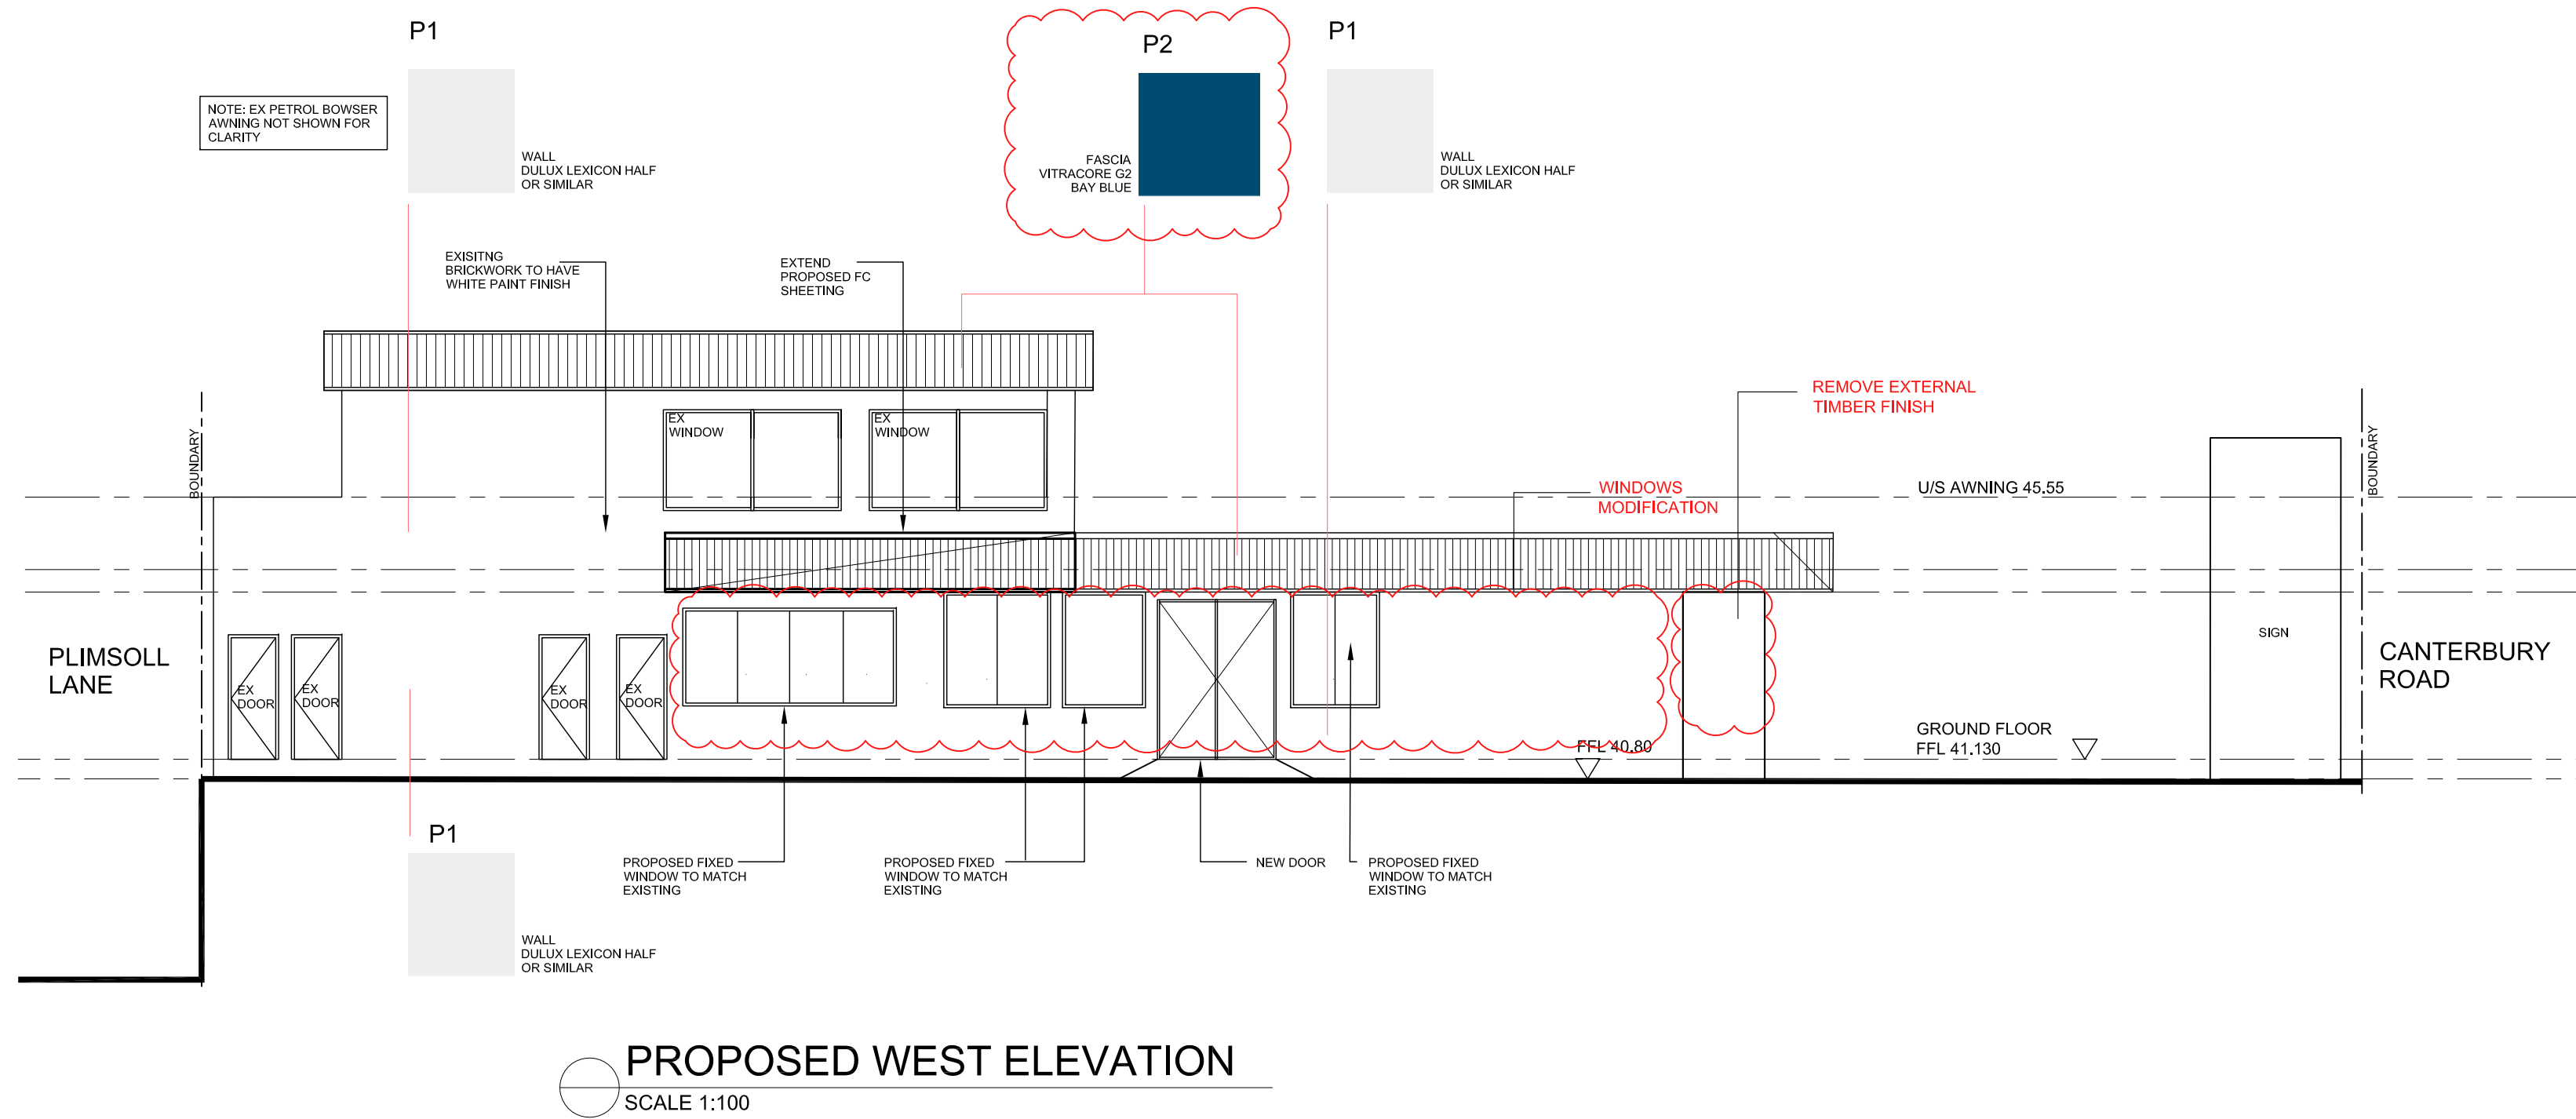 P1
P2
P1
NOTE: EX PETROL BOWSER
AWNING NOT SHOWN FOR
CLARITY
WALL
DULUX LEXICON HALF
OR SIMILAR
FASCIA
VITRACORE G2
BAY BLUE
WALL
DULUX LEXICON HALF
OR SIMILAR
EXISITNG
BRICKWORK TO HAVE
WHITE PAINT FINISH
EXTEND
PROPOSED FC
SHEETING
REMOVE EXTERNAL
TIMBER FINISH
EX
WINDOW
EX
WINDOW
BOUNDARY
BOUNDARY
WINDOWS
MODIFICATION
U/S AWNING 45.55
SIGN
PLIMSOLL
LANE
CANTERBURY
ROAD
EX
DOOR
EX
DOOR
EX
DOOR
EX
DOOR
FFL 40.80
GROUND FLOOR
FFL 41.130
P1
PROPOSED FIXED
WINDOW TO MATCH
EXISTING
PROPOSED FIXED
WINDOW TO MATCH
EXISTING
NEW DOOR
PROPOSED FIXED
WINDOW TO MATCH
EXISTING
WALL
DULUX LEXICON HALF
OR SIMILAR
PROPOSED WEST ELEVATION
SCALE 1:100